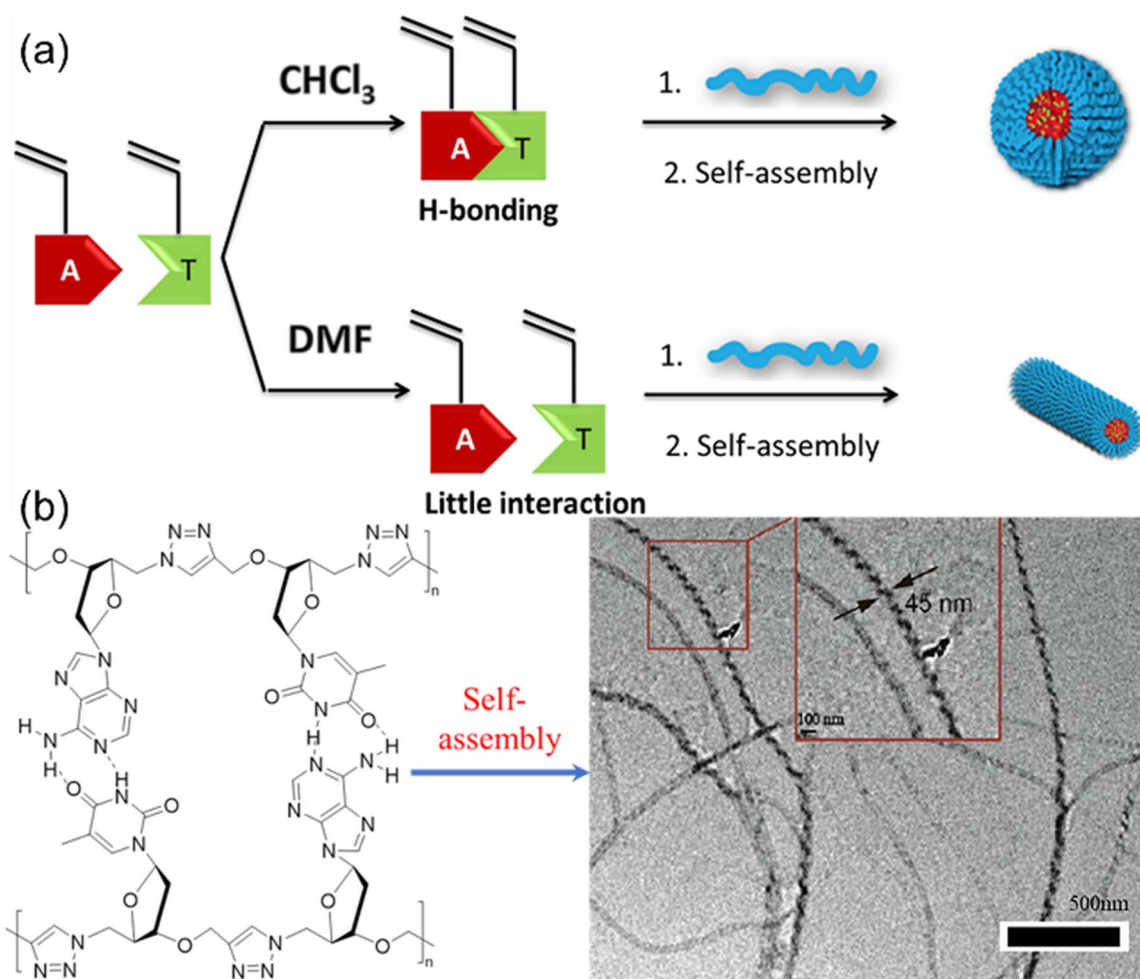 (a)
CHCl₃
A T
H-bonding
1.
2. Self-assembly
A T
DMF
A T
Little interaction
1.
2. Self-assembly
(b)
N N
N
O
N
O
N N
N
n
O
O
N N
N
N
N
O
O
N
H
N
H
H
O
H
H
N
H
N
N
N
N
N
O
NH
O
N
O
O
N
N
N
O
N
N
N
O
n
Self-
assembly
45 nm
100 nm
500nm